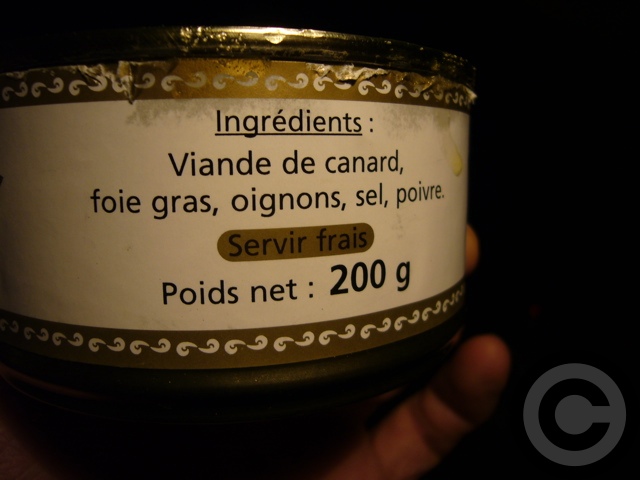 Ingrédients :
Viande de canard,
foie gras, oignons, sel, poivre.
Servir frais
Poids net : 200 g